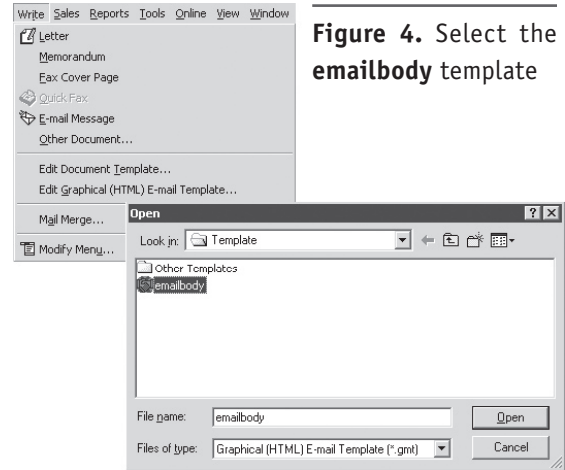 Write Sales Reports Tools Online View Window
Letter
Memorandum
Fax Cover Page
Quick Fax
E-mail Message
Other Document...
Edit Document Template...
Edit Graphical (HTML) E-mail Template...
Mail Merge...
Modify Menu...
Figure 4. Select the
emailbody template
Open
Look in: Template
Other Templates
emailbody
File name: emailbody Open
Files of type: Graphical (HTML) E-mail Template (*.gmt) Cancel